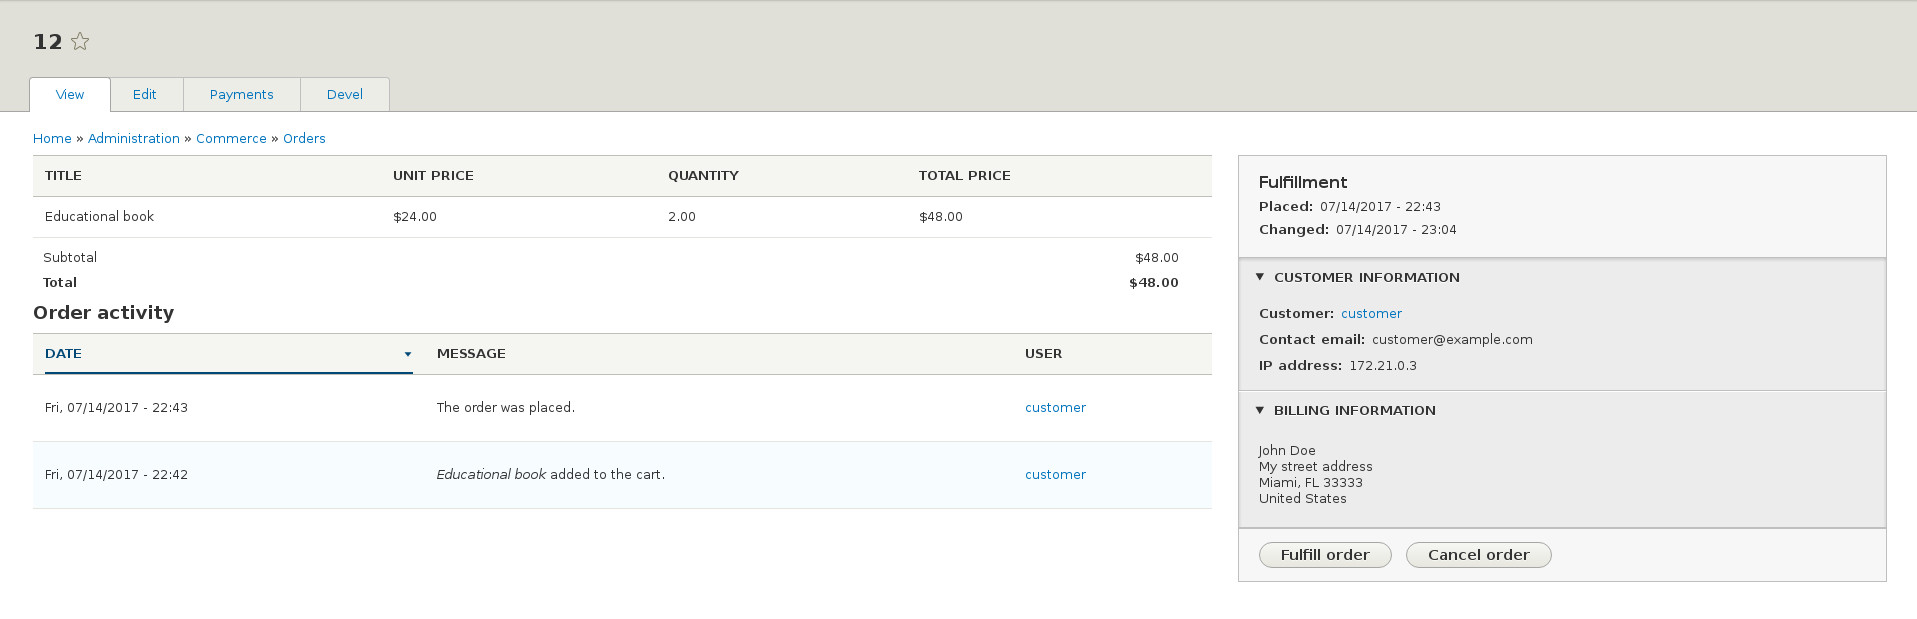 12
View Edit Payments Devel
Home » Administration » Commerce » Orders
TITLE UNIT PRICE QUANTITY TOTAL PRICE
Educational book $24.00 2.00 $48.00
Subtotal $48.00
Total $48.00
Order activity
DATE MESSAGE USER
Fri, 07/14/2017 - 22:43 The order was placed. customer
Fri, 07/14/2017 - 22:42 Educational book added to the cart. customer
Fulfillment
Placed: 07/14/2017 - 22:43
Changed: 07/14/2017 - 23:04
CUSTOMER INFORMATION
Customer: customer
Contact email: customer@example.com
IP address: 172.21.0.3
BILLING INFORMATION
John Doe
My street address
Miami, FL 33333
United States
Fulfill order Cancel order